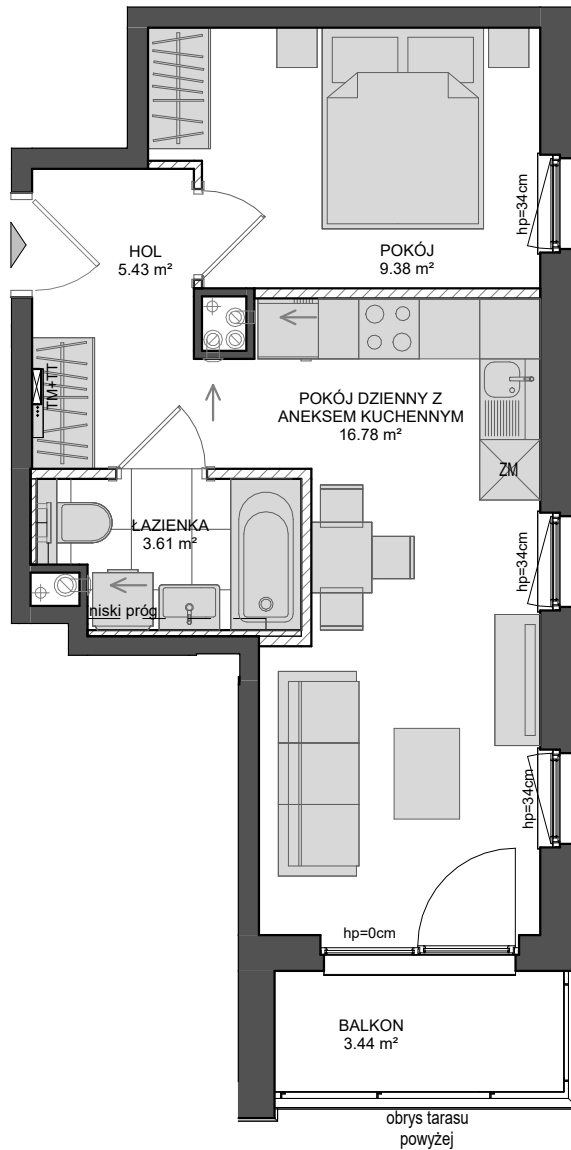 hp=34cm
HOL
5.43 m²
POKÓJ
9.38 m²
TM+TT
POKÓJ DZIENNY Z
ANEKSEM KUCHENNYM
16.78 m²
ZM
ŁAZIENKA
3.61 m²
hp=34cm
niski próg
hp=34cm
hp=0cm
BALKON
3.44 m²
obrys tarasu
powyżej